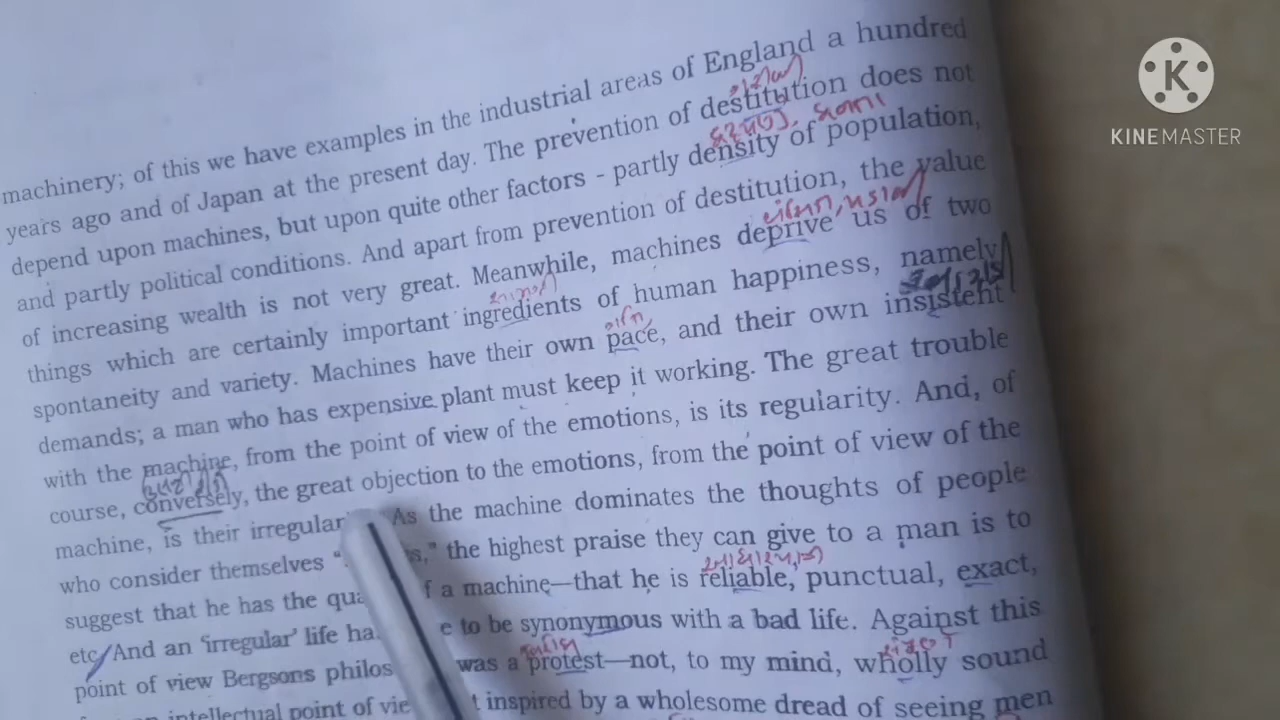 machinery; of this we have examples in the industrial areas of England a hundred
years ago and of Japan at the present day. The prevention of destitution does not
depend upon machines, but upon quite other factors - partly density of population,
and partly political conditions. And apart from prevention of destitution, the value
of increasing wealth is not very great. Meanwhile, machines deprive us of two
things which are certainly important ingredients of human happiness, namely
spontaneity and variety. Machines have their own pace, and their own insistent
demands; a man who has expensive plant must keep it working. The great trouble
with the machine, from the point of view of the emotions, is its regularity. And, of
course, conversely, the great objection to the emotions, from the point of view of the
machine, is their As the machine dominates the thoughts of people
who consider themselves the highest praise they can give to a man is to
suggest that he has the a machine—that he is reliable, punctual, exact,
etc. And an 'irregular' life to be synonymous with a bad life. Against this
point of view Bergsons was a protest—not, to my mind, wholly sound
intellectual point of inspired by a wholesome dread of seeing men
K
KINEMASTER